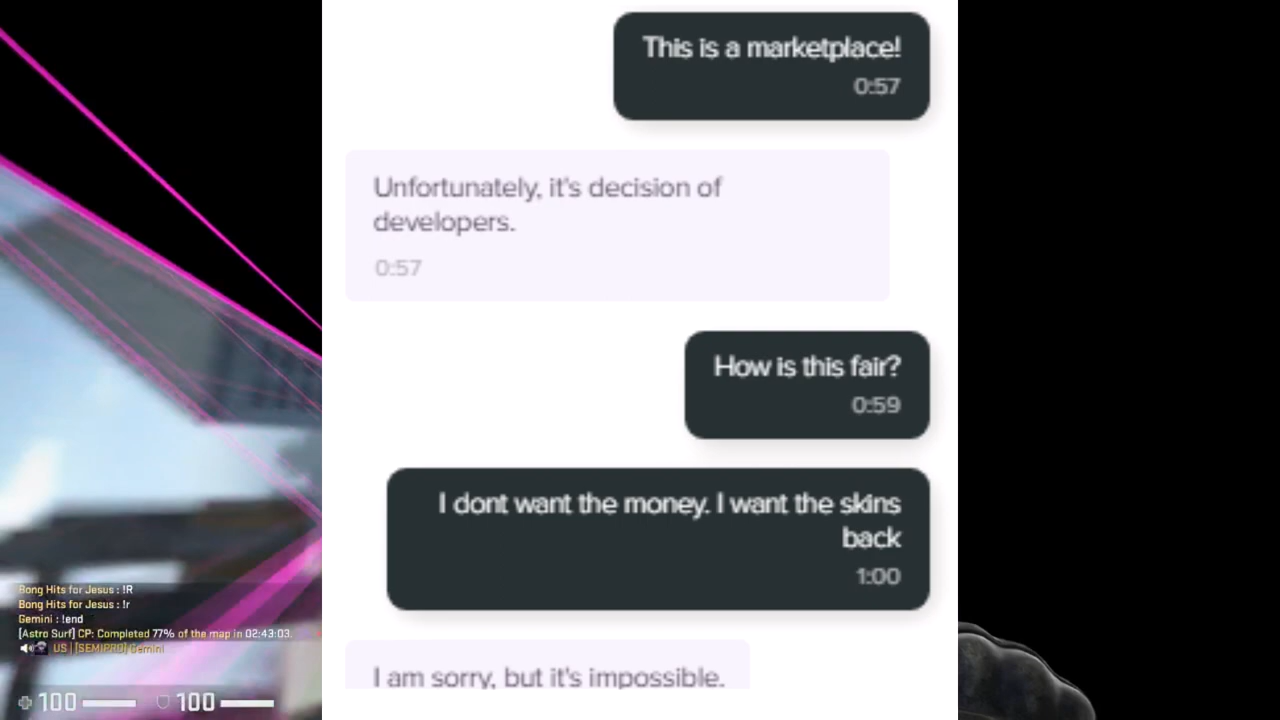 This is a marketplace!
0:57
Unfortunately, it's decision of
developers.
0:57
How is this fair?
0:59
I dont want the money. I want the skins
back
1:00
I am sorry, but it's impossible.
Bong Hits for Jesus : !R
Bong Hits for Jesus : !r
Gemini : !end
[Astro Surf] CP: Completed 77% of the map in 02:43:03.
US | [SEMIPRO] Gemini
100 100